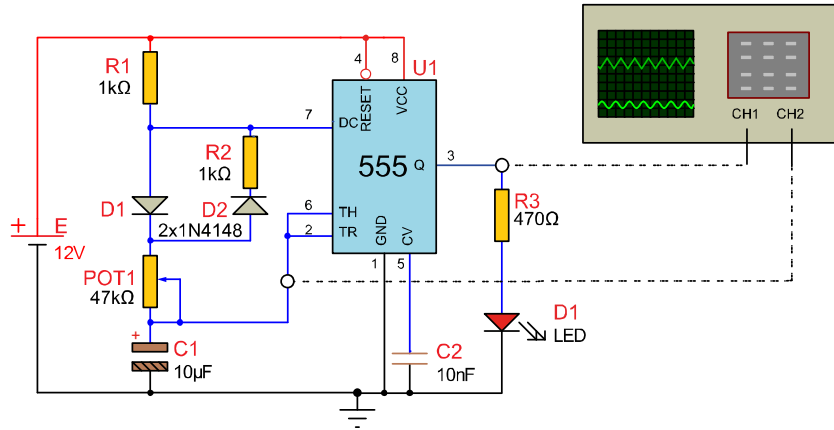 R1
1kΩ
4
8
U1
RESET
VCC
7
DC
R2
1kΩ
555
Q
3
CH1
CH2
D1
D2
2x1N4148
6
TH
2
TR
GND
CV
1
5
R3
470Ω
+
E
12V
POT1
47kΩ
+
C1
10µF
C2
10nF
D1
LED